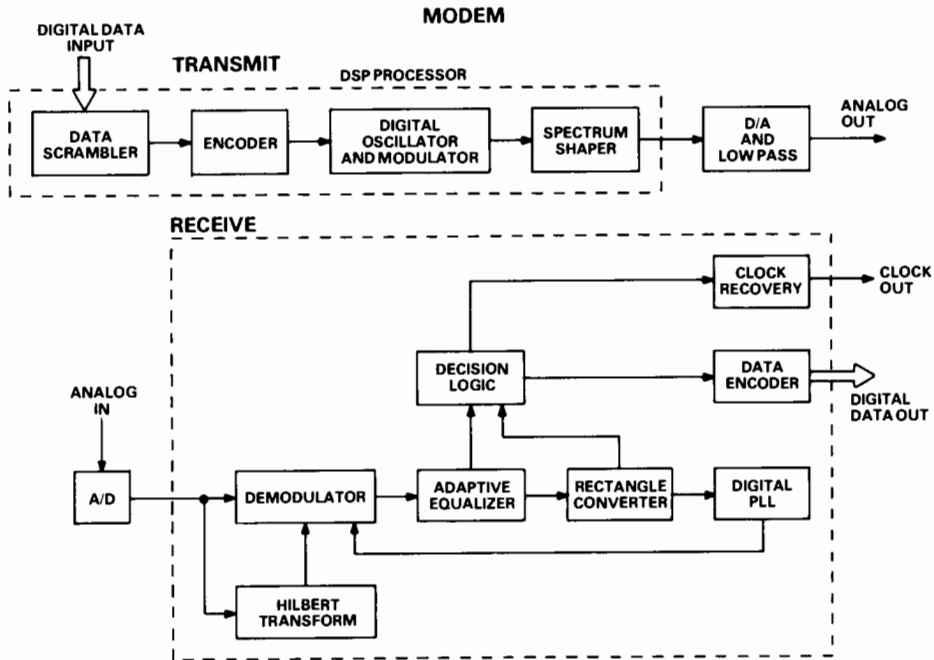 MODEM
DIGITAL DATA
INPUT
TRANSMIT
DSP PROCESSOR
DATA
SCRAMBLER
ENCODER
DIGITAL
OSCILLATOR
AND MODULATOR
SPECTRUM
SHAPER
D/A
AND
LOW PASS
ANALOG
OUT
RECEIVE
CLOCK
RECOVERY
CLOCK
OUT
DECISION
LOGIC
DATA
ENCODER
DIGITAL
DATA OUT
ANALOG
IN
A/D
DEMODULATOR
ADAPTIVE
EQUALIZER
RECTANGLE
CONVERTER
DIGITAL
PLL
HILBERT
TRANSFORM